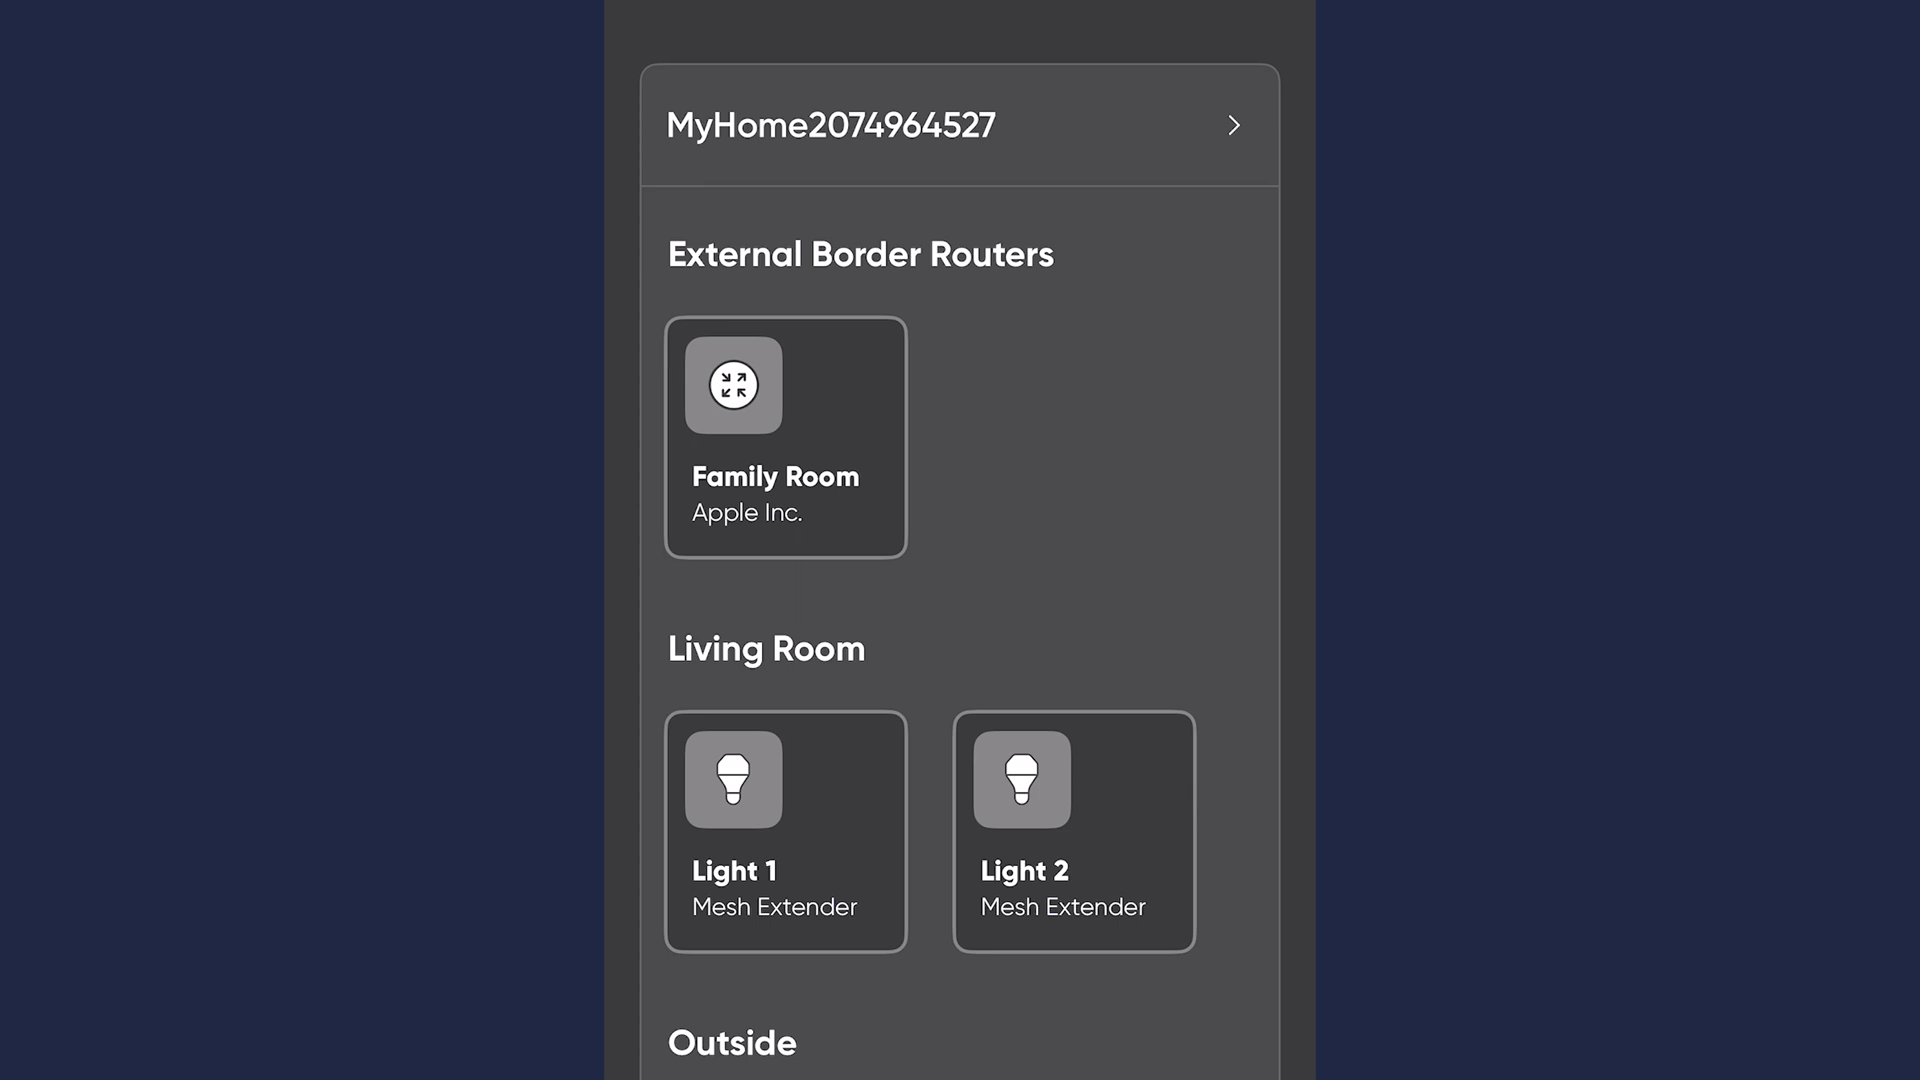 MyHome2074964527
External Border Routers
Family Room
Apple Inc.
Living Room
Light 1
Mesh Extender
Light 2
Mesh Extender
Outside